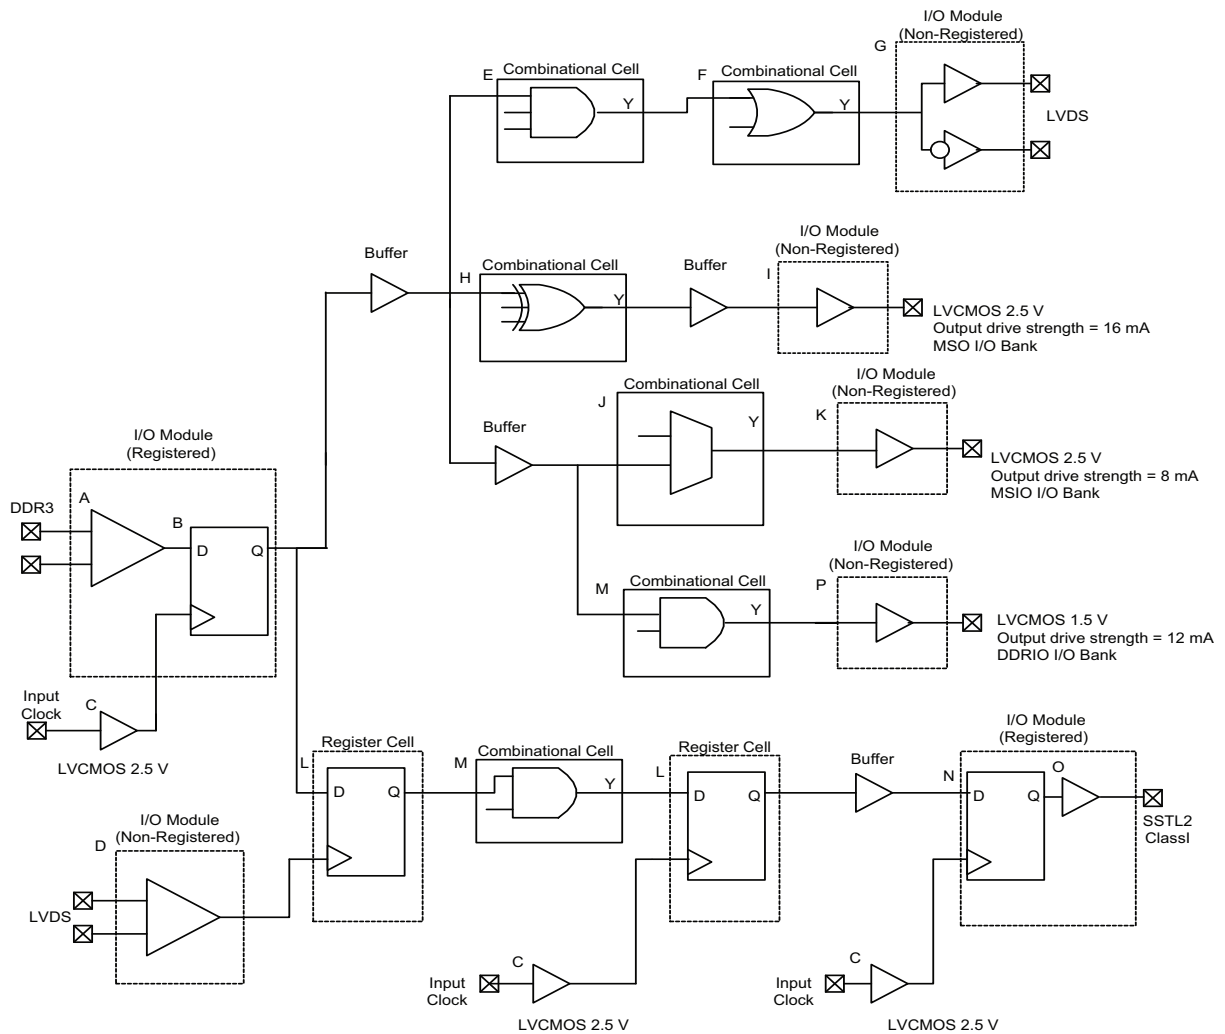 I/O Module
(Non-Registered)
G
E
Combinational Cell
Y
F
Combinational Cell
Y
LVDS
Buffer
H
Combinational Cell
Y
Buffer
I/O Module
(Non-Registered)
I
LVCMOS 2.5 V
Output drive strength = 16 mA
MSO I/O Bank
Buffer
Combinational Cell
J
Y
I/O Module
(Non-Registered)
K
LVCMOS 2.5 V
Output drive strength = 8 mA
MSIO I/O Bank
I/O Module
(Registered)
DDR3
A
B
D
Q
Combinational Cell
M
Y
I/O Module
(Non-Registered)
P
LVCMOS 1.5 V
Output drive strength = 12 mA
DDRIO I/O Bank
Input
Clock
C
LVCMOS 2.5 V
Register Cell
L
D
Q
Combinational Cell
M
Y
Register Cell
L
D
Q
Buffer
I/O Module
(Registered)
N
D
Q
O
SSTL2
ClassI
I/O Module
(Non-Registered)
D
LVDS
Input
Clock
C
LVCMOS 2.5 V
Input
Clock
C
LVCMOS 2.5 V